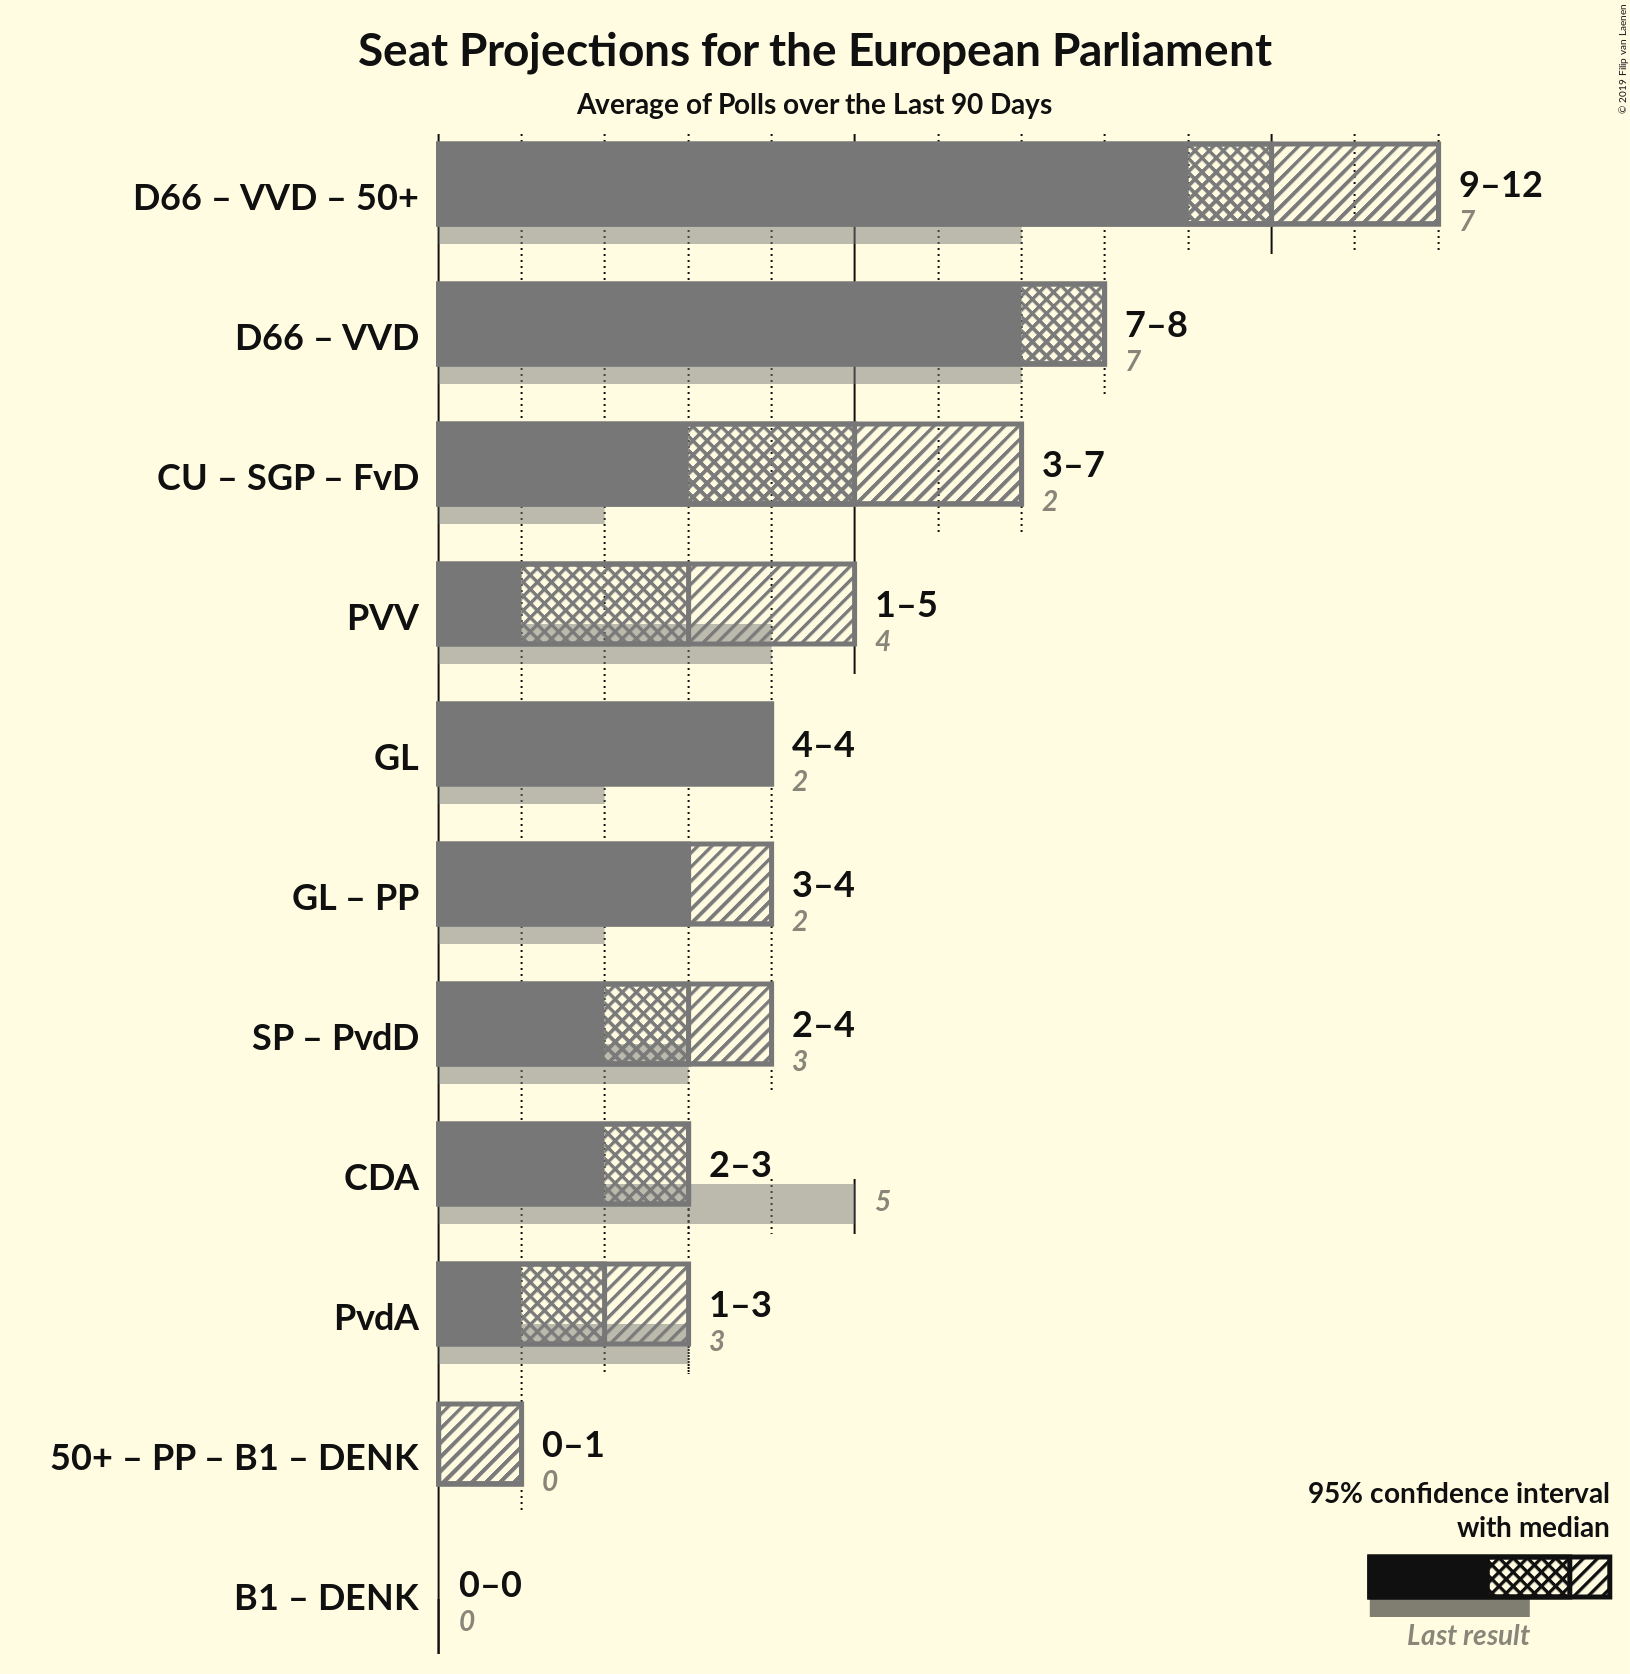 Seat Projections for the European Parliament
Average of Polls over the Last 90 Days
© 2019 Filip van Laenen
D66 – VVD – 50+
9–12
7
D66 – VVD
7–8
7
CU – SGP – FvD
3–7
2
PVV
1–5
4
GL
4–4
2
GL – PP
3–4
2
SP – PvdD
2–4
3
CDA
2–3
5
PvdA
1–3
3
50+ – PP – B1 – DENK
0–1
0
B1 – DENK
0–0
0
95% confidence interval
with median
Last result